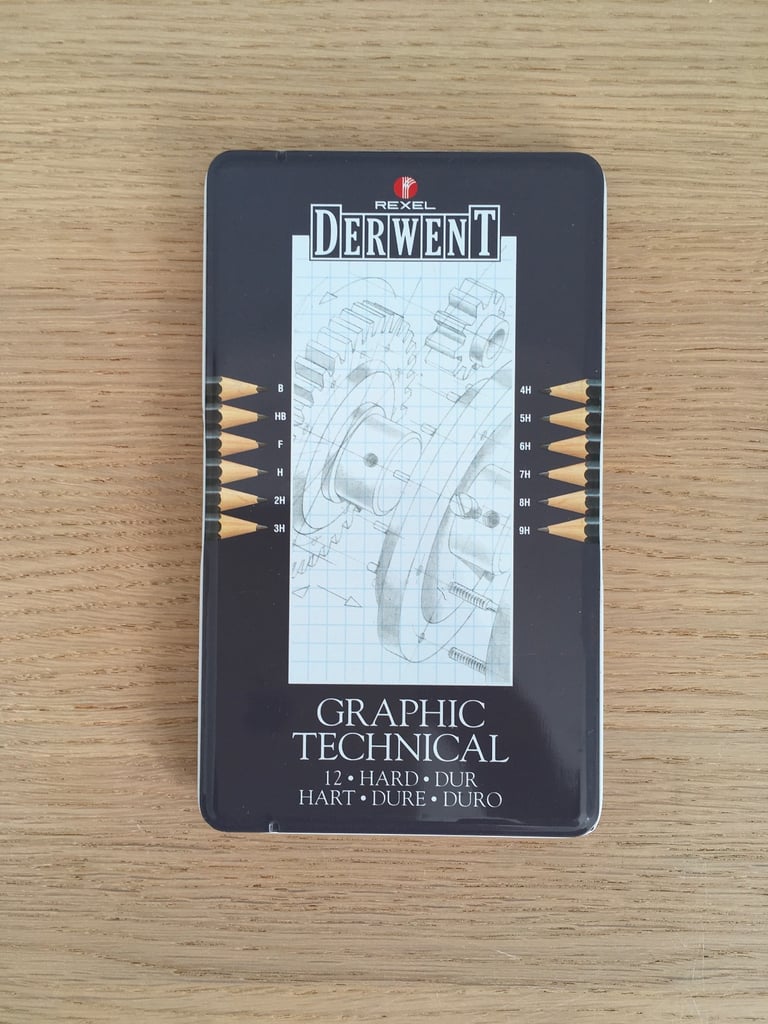 REXEL
DERWENT
B
HB
F
H
2H
3H
4H
5H
6H
7H
8H
9H
GRAPHIC
TECHNICAL
12 • HARD • DUR
HART • DURE • DURO